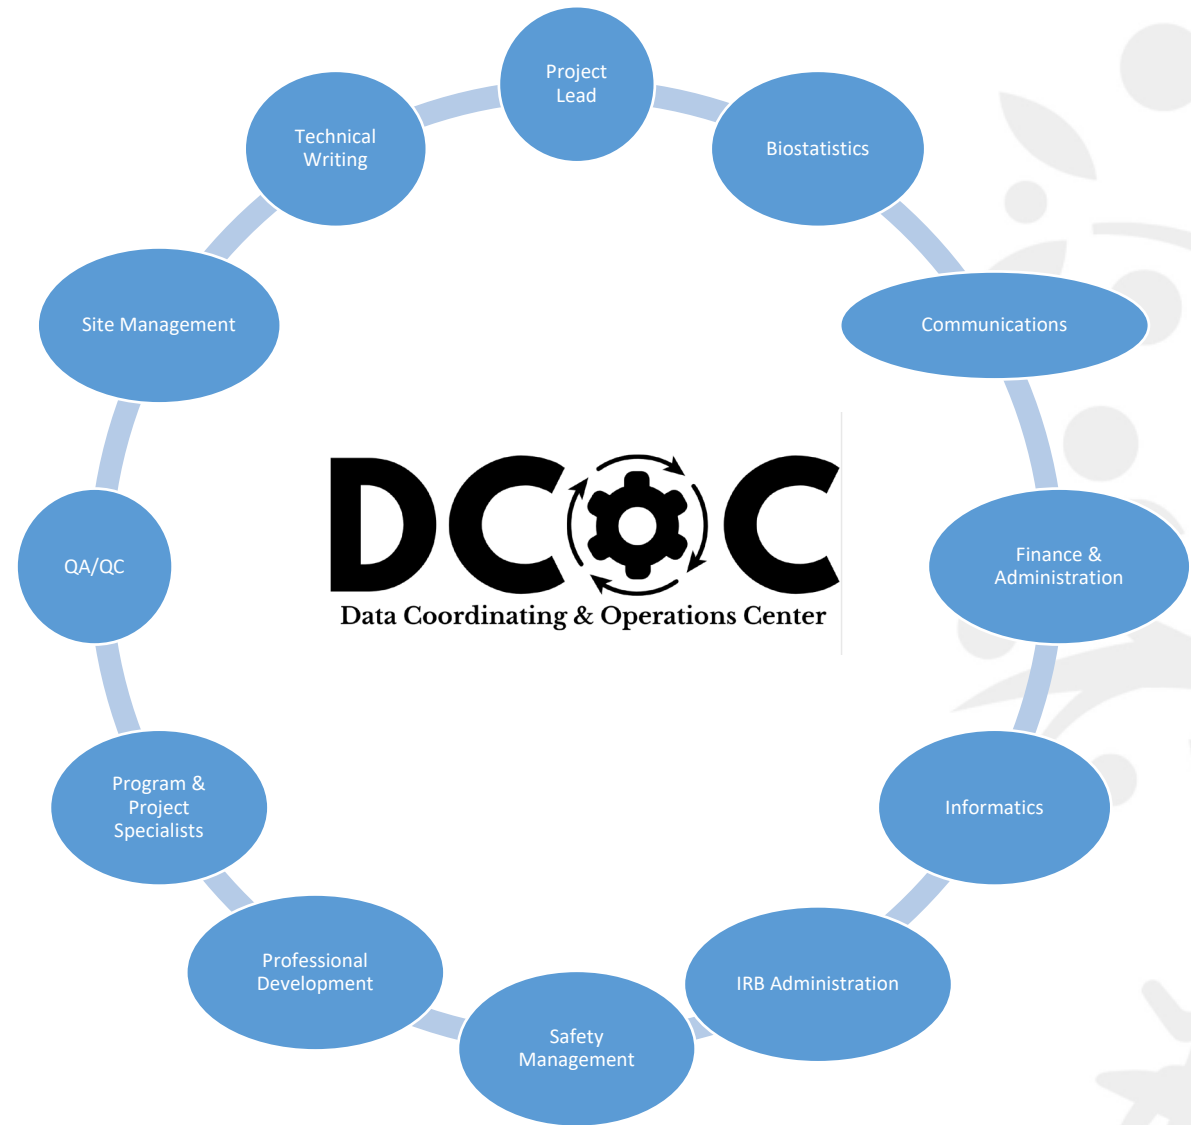 Project
Lead
Biostatistics
Communications
Finance &
Administration
Informatics
IRB Administration
Safety
Management
Professional
Development
Program &
Project
Specialists
QA/QC
Site Management
Technical
Writing
DCOC
Data Coordinating & Operations Center